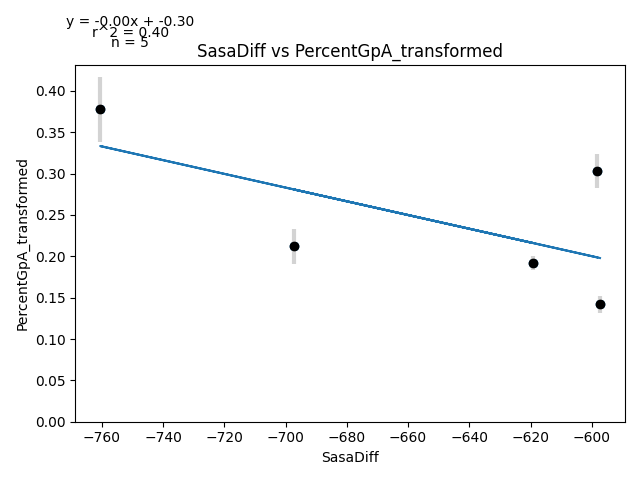 y = -0.00x + -0.30
r^2 = 0.40
n = 5
SasaDiff vs PercentGpA_transformed
PercentGpA_transformed
0.40
0.35
0.30
0.25
0.20
0.15
0.10
0.05
0.00
−760 −740 −720 −700 −680 −660 −640 −620 −600
SasaDiff